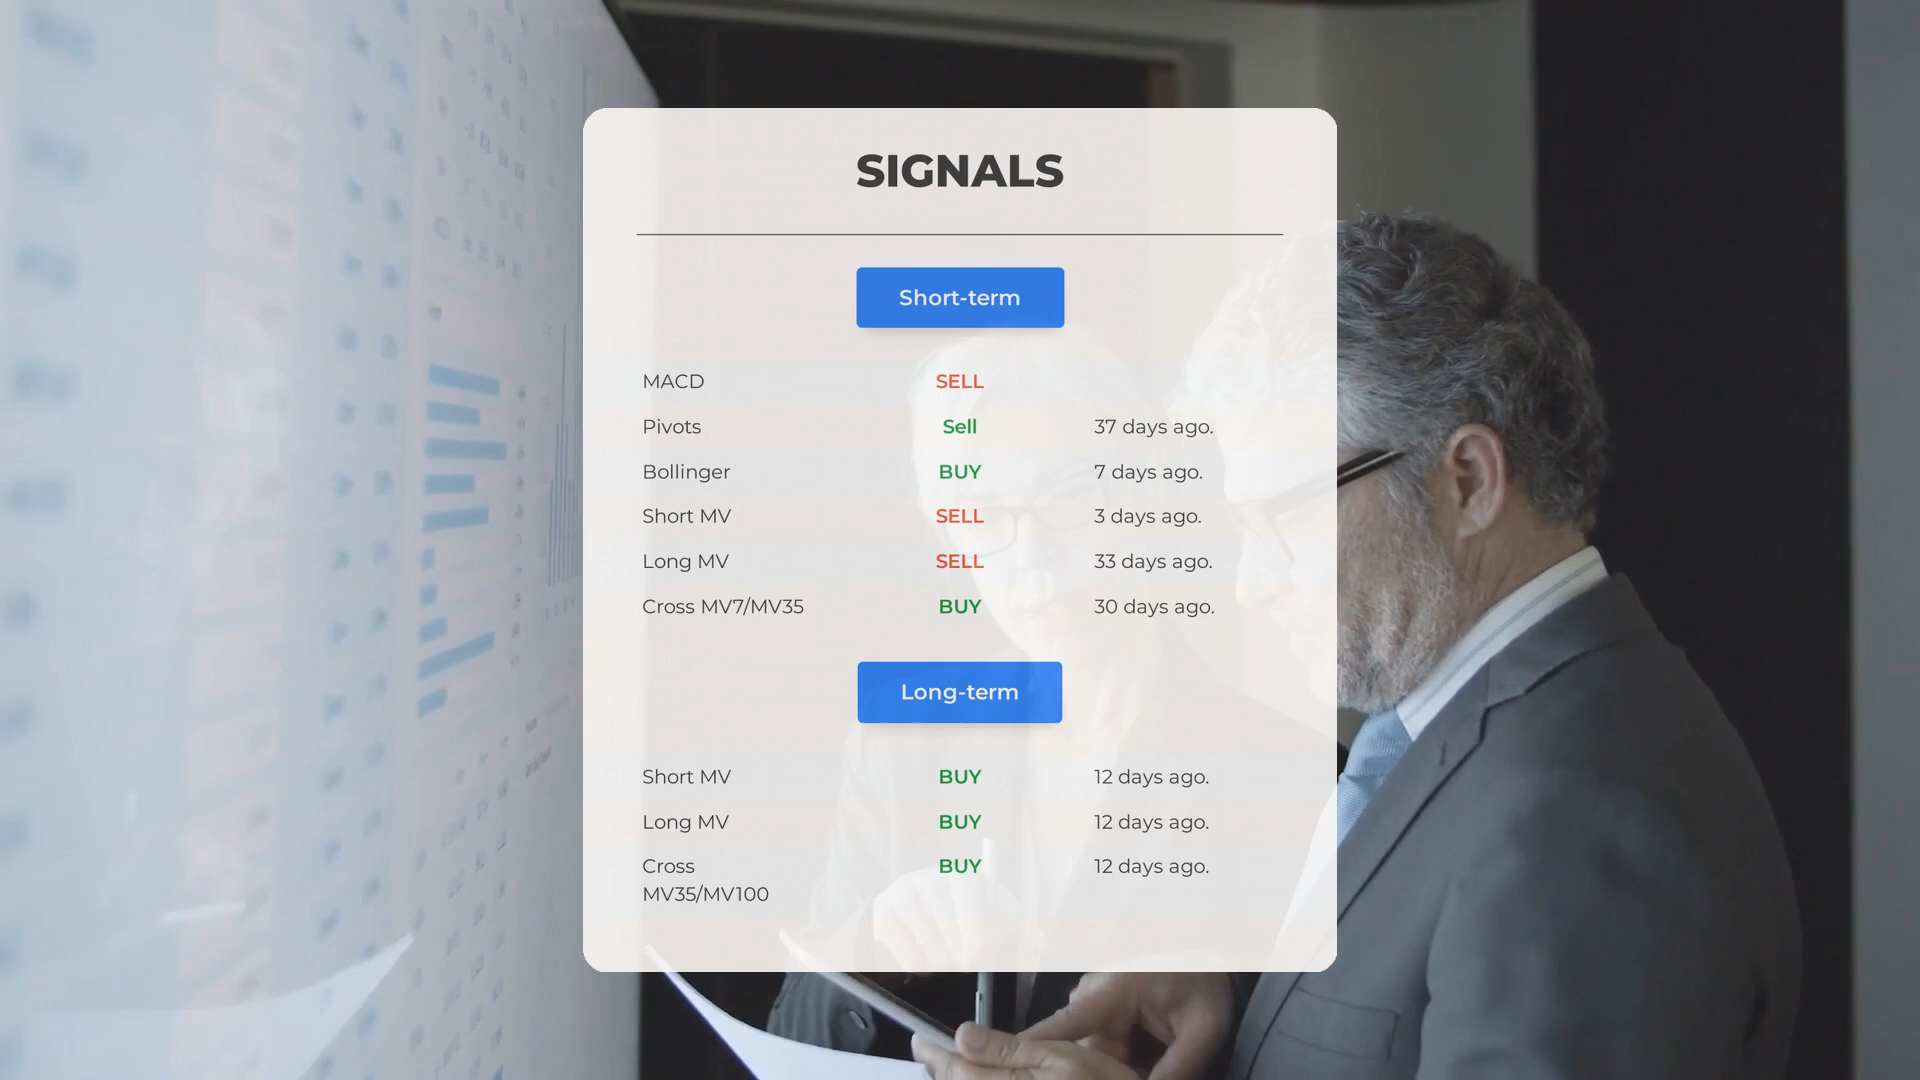 SIGNALS
Short-term
MACD SELL
Pivots Sell 37 days ago.
Bollinger BUY 7 days ago.
Short MV SELL 3 days ago.
Long MV SELL 33 days ago.
Cross MV7/MV35 BUY 30 days ago.
Long-term
Short MV BUY 12 days ago.
Long MV BUY 12 days ago.
Cross BUY 12 days ago.
MV35/MV100